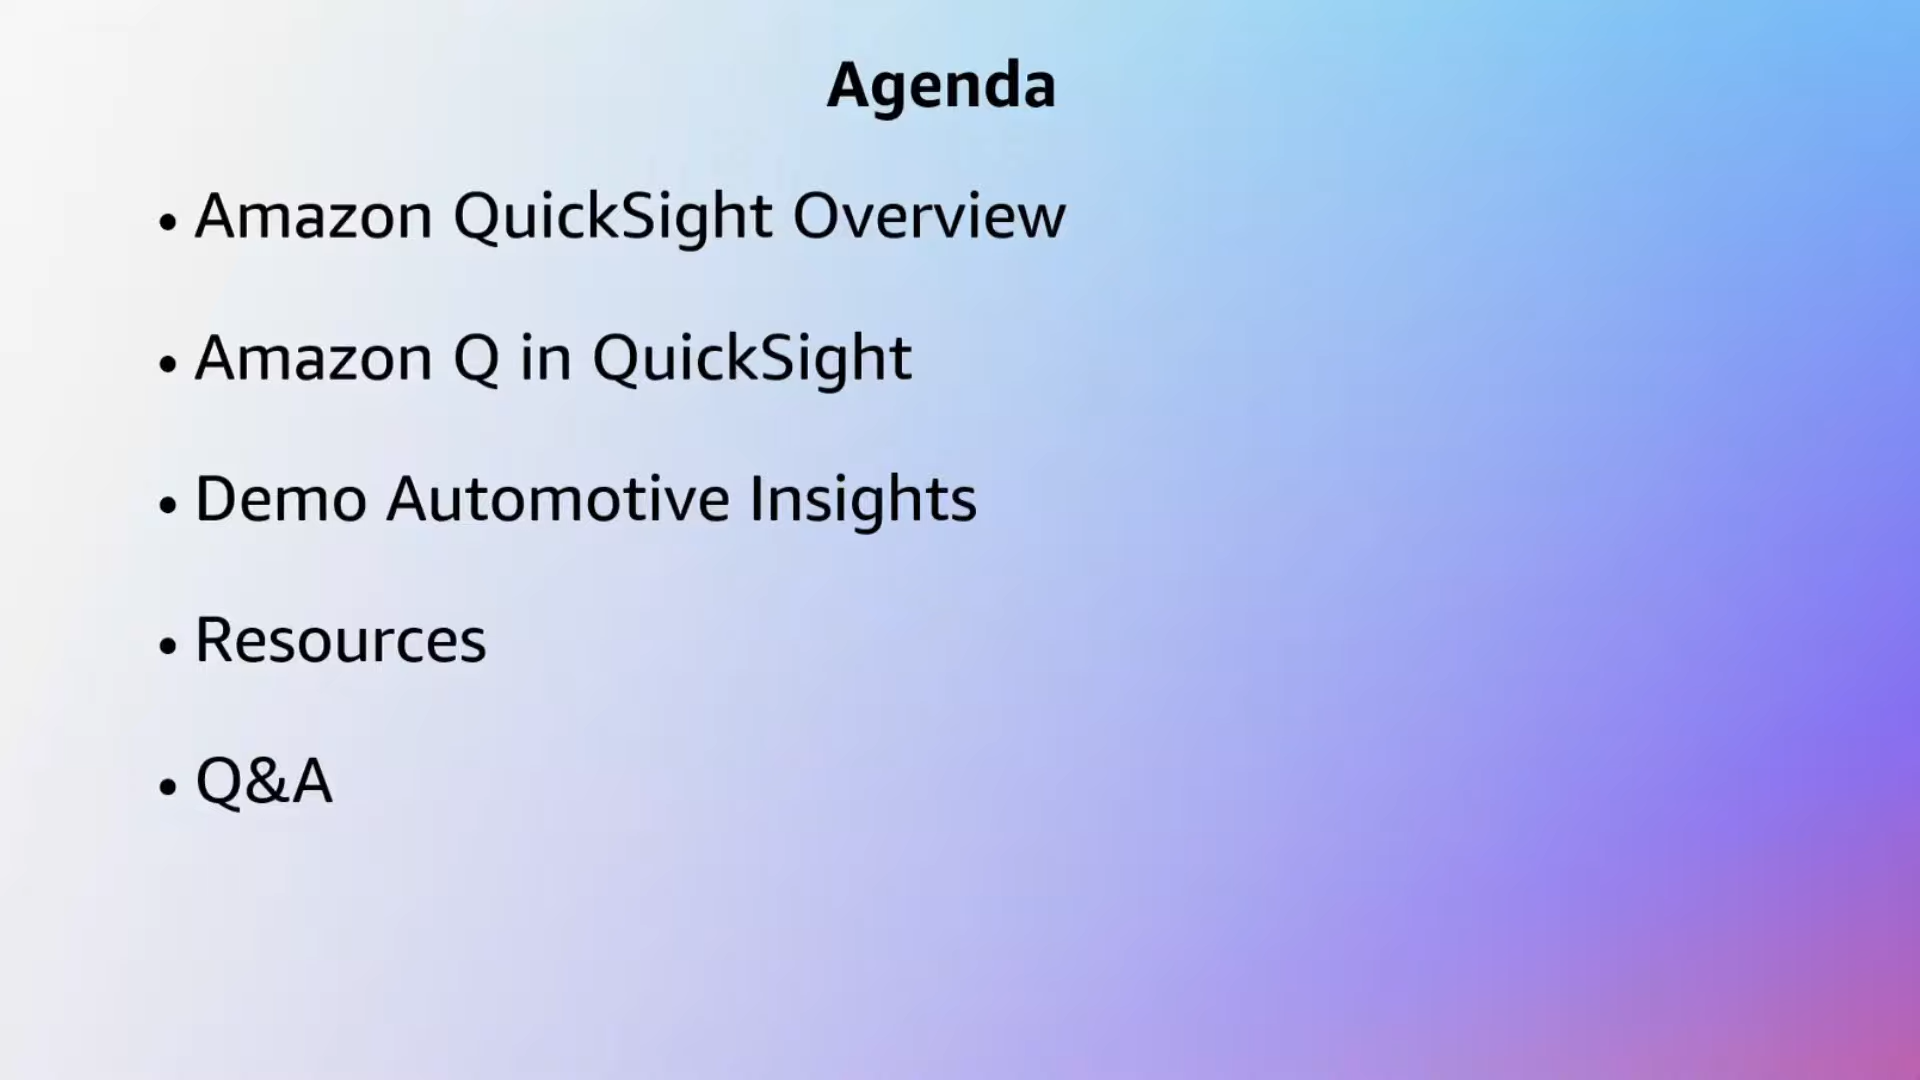 Agenda
• Amazon QuickSight Overview
• Amazon Q in QuickSight
• Demo Automotive Insights
• Resources
• Q&A